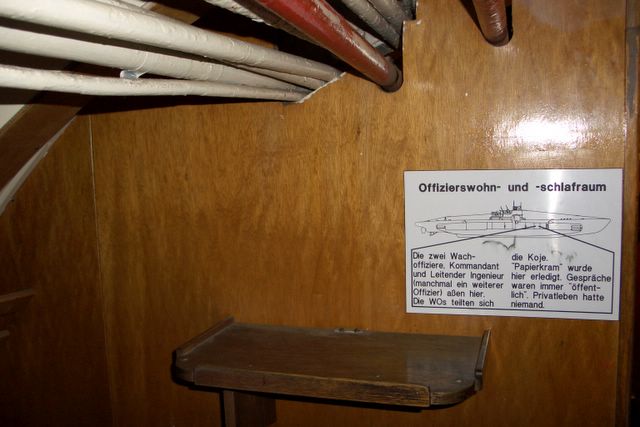 Offizierswohn- und -schlafraum
Die zwei Wach-
offiziere, Kommandant
und Leitender Ingenieur
(manchmal ein weiterer
Offizier) aßen hier.
Die WOs teilten sich
die Koje.
"Papierkram" wurde
hier erledigt. Gespräche
waren immer "öffent-
lich". Privatleben hatte
niemand.